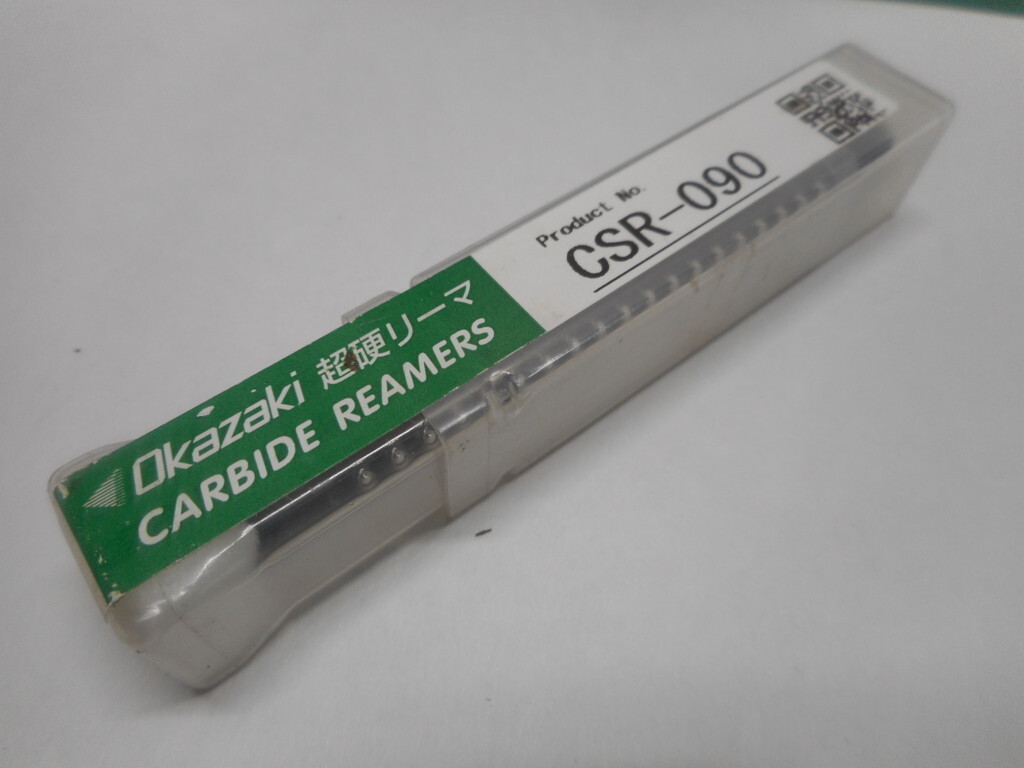 Okazaki 超硬リーマ
CARBIDE REAMERS
Product No.
CSR-090